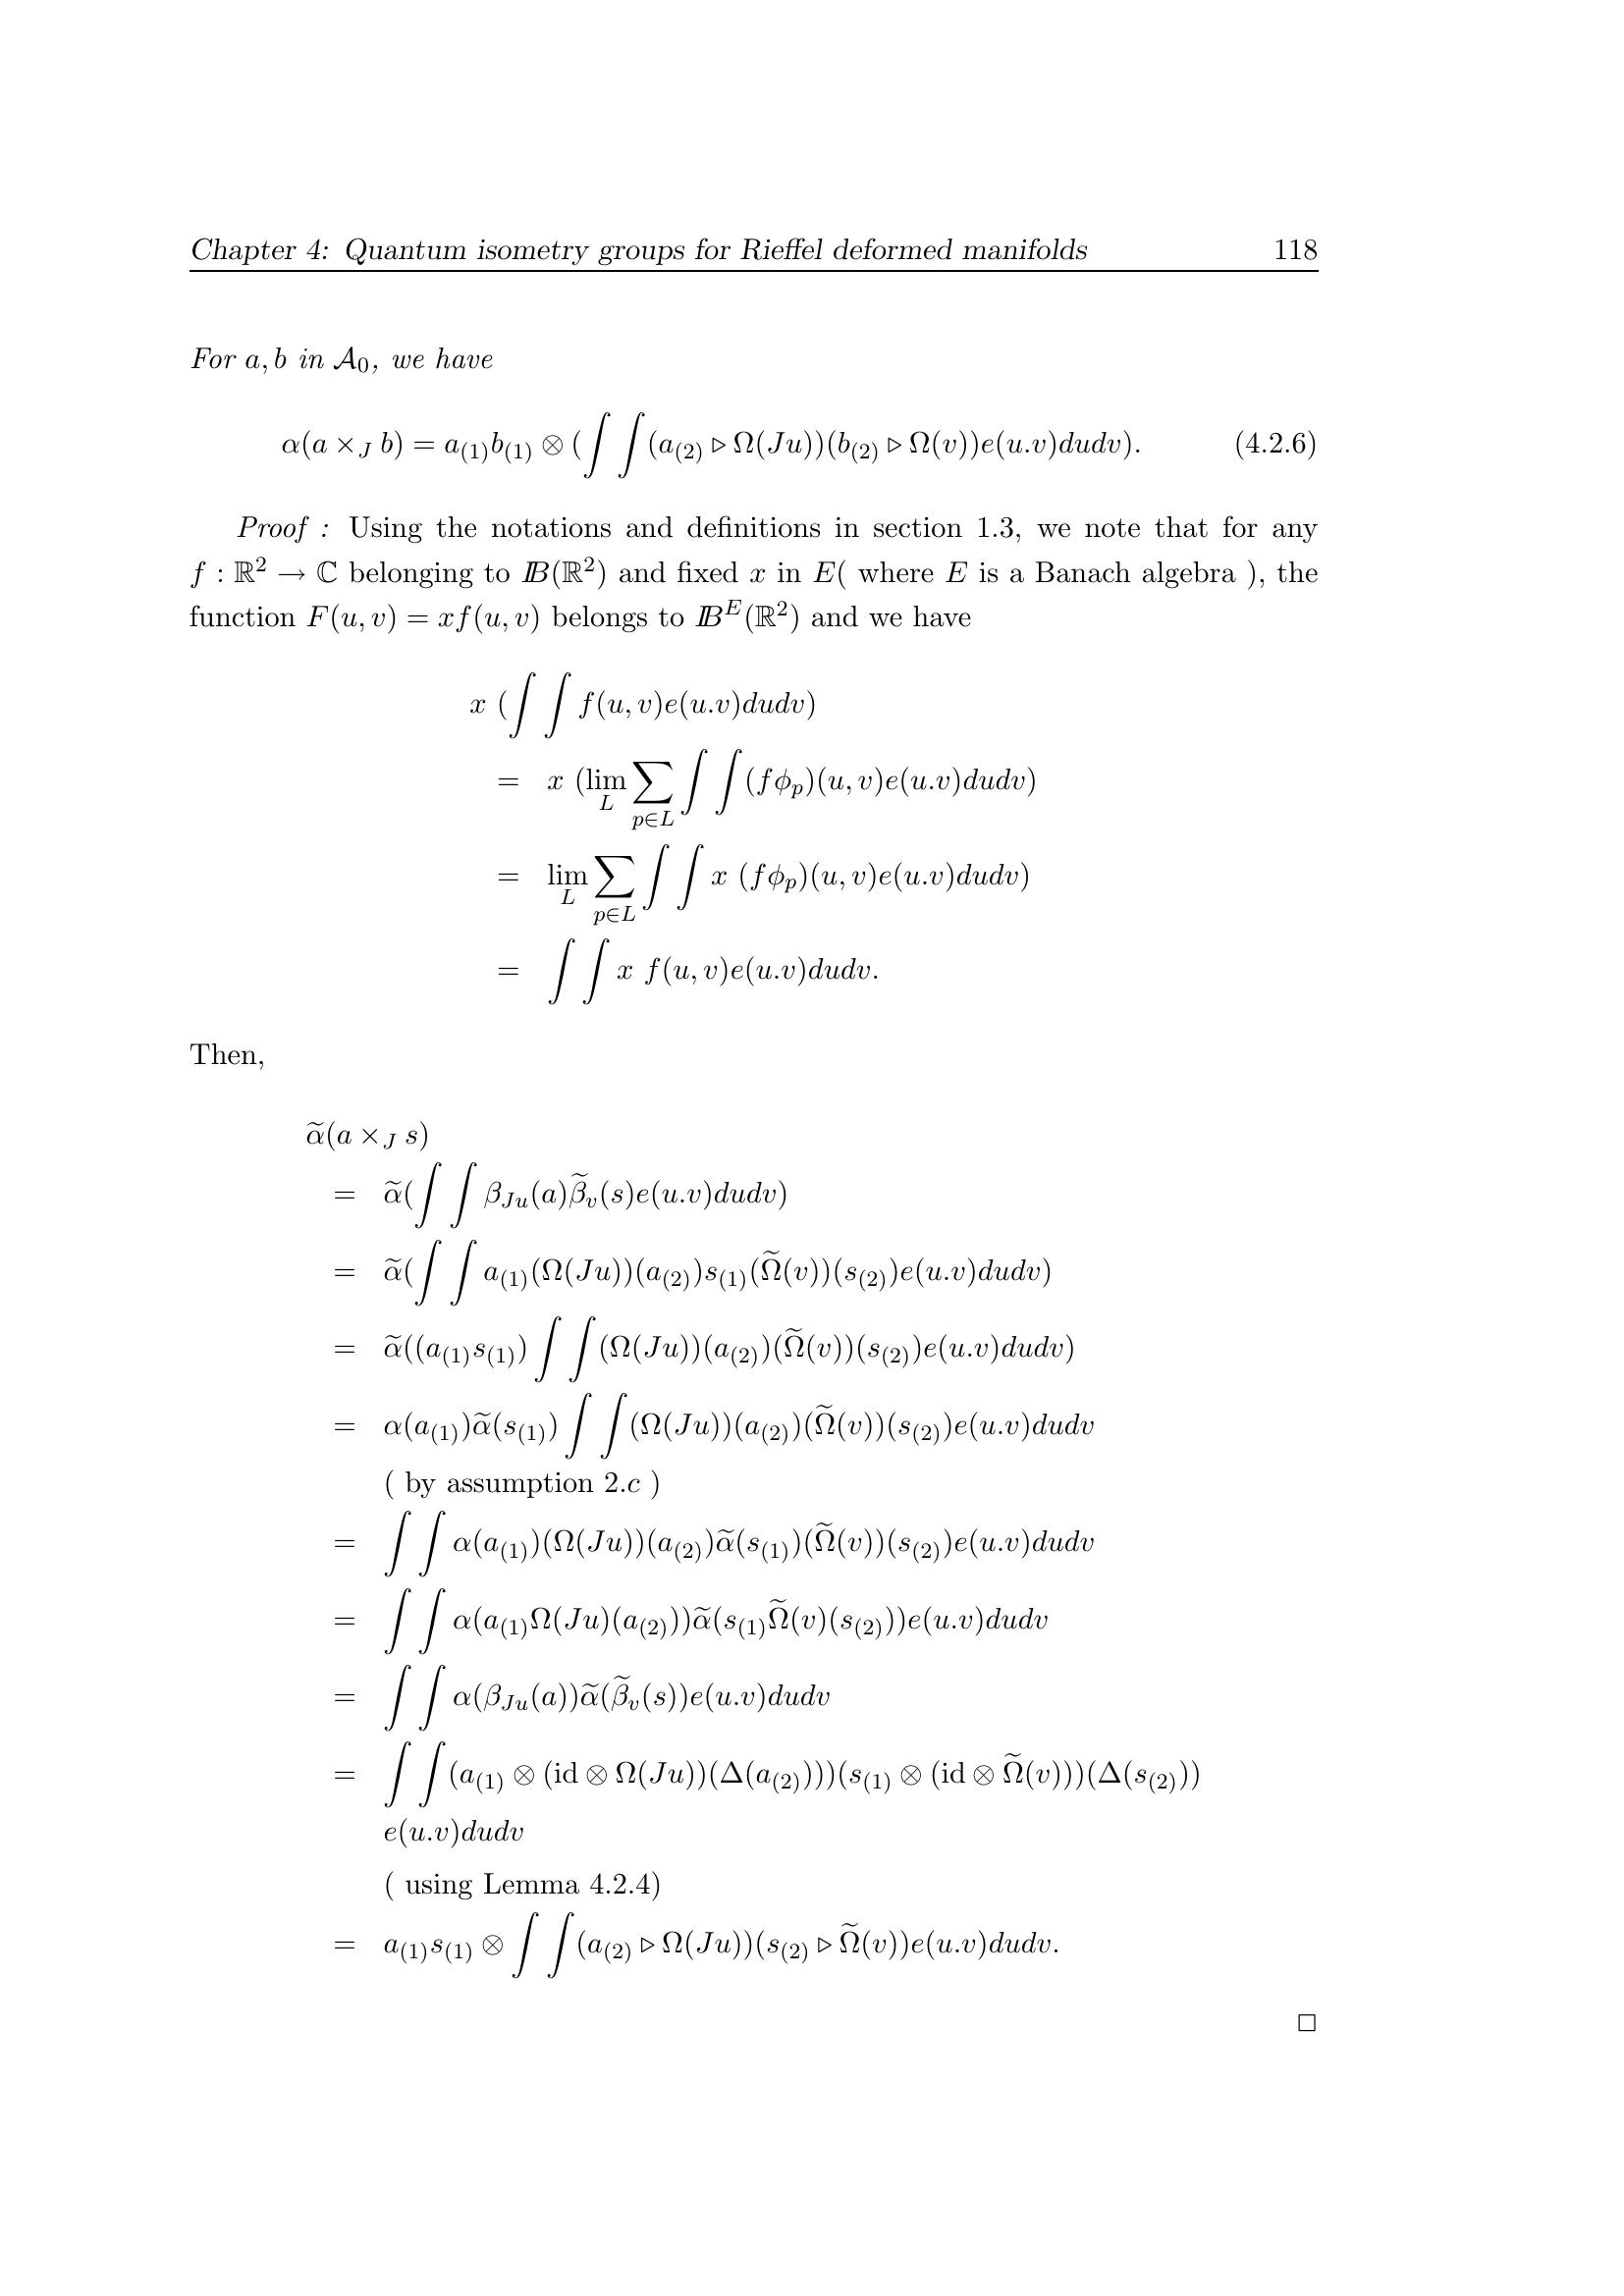 Chapter 4: Quantum isometry groups for Rieffel deformed manifolds 118
For $a, b$ in $\mathcal{A}_0$, we have
$\alpha(a \times_J b) = a_{(1)}b_{(1)} \otimes (\int\int (a_{(2)} \triangleright \Omega(Ju))(b_{(2)} \triangleright \Omega(v))e(u.v)dudv).$ (4.2.6)
Proof : Using the notations and definitions in section 1.3, we note that for any
$f : \mathbb{R}^2 \to \mathbb{C}$ belonging to $I\!\!B(\mathbb{R}^2)$ and fixed $x$ in $E$( where $E$ is a Banach algebra ), the
function $F(u, v) = xf(u, v)$ belongs to $I\!\!B^E(\mathbb{R}^2)$ and we have
$x\ (\int\int f(u, v)e(u.v)dudv)$
$= x\ (\lim_L \sum_{p \in L} \int\int (f\phi_p)(u, v)e(u.v)dudv)$
$= \lim_L \sum_{p \in L} \int\int x\ (f\phi_p)(u, v)e(u.v)dudv)$
$= \int\int x\ f(u, v)e(u.v)dudv.$
Then,
$\widetilde{\alpha}(a \times_J s)$
$= \widetilde{\alpha}(\int\int \beta_{Ju}(a)\widetilde{\beta}_v(s)e(u.v)dudv)$
$= \widetilde{\alpha}(\int\int a_{(1)}(\Omega(Ju))(a_{(2)})s_{(1)}(\widetilde{\Omega}(v))(s_{(2)})e(u.v)dudv)$
$= \widetilde{\alpha}((a_{(1)}s_{(1)}) \int\int (\Omega(Ju))(a_{(2)})(\widetilde{\Omega}(v))(s_{(2)})e(u.v)dudv)$
$= \alpha(a_{(1)})\widetilde{\alpha}(s_{(1)}) \int\int (\Omega(Ju))(a_{(2)})(\widetilde{\Omega}(v))(s_{(2)})e(u.v)dudv$
( by assumption 2.$c$ )
$= \int\int \alpha(a_{(1)})(\Omega(Ju))(a_{(2)})\widetilde{\alpha}(s_{(1)})(\widetilde{\Omega}(v))(s_{(2)})e(u.v)dudv$
$= \int\int \alpha(a_{(1)}\Omega(Ju)(a_{(2)}))\widetilde{\alpha}(s_{(1)}\widetilde{\Omega}(v)(s_{(2)}))e(u.v)dudv$
$= \int\int \alpha(\beta_{Ju}(a))\widetilde{\alpha}(\widetilde{\beta}_v(s))e(u.v)dudv$
$= \int\int (a_{(1)} \otimes (\mathrm{id} \otimes \Omega(Ju))(\Delta(a_{(2)})))(s_{(1)} \otimes (\mathrm{id} \otimes \widetilde{\Omega}(v)))(\Delta(s_{(2)}))$
$e(u.v)dudv$
( using Lemma 4.2.4)
$= a_{(1)}s_{(1)} \otimes \int\int (a_{(2)} \triangleright \Omega(Ju))(s_{(2)} \triangleright \widetilde{\Omega}(v))e(u.v)dudv.$
□